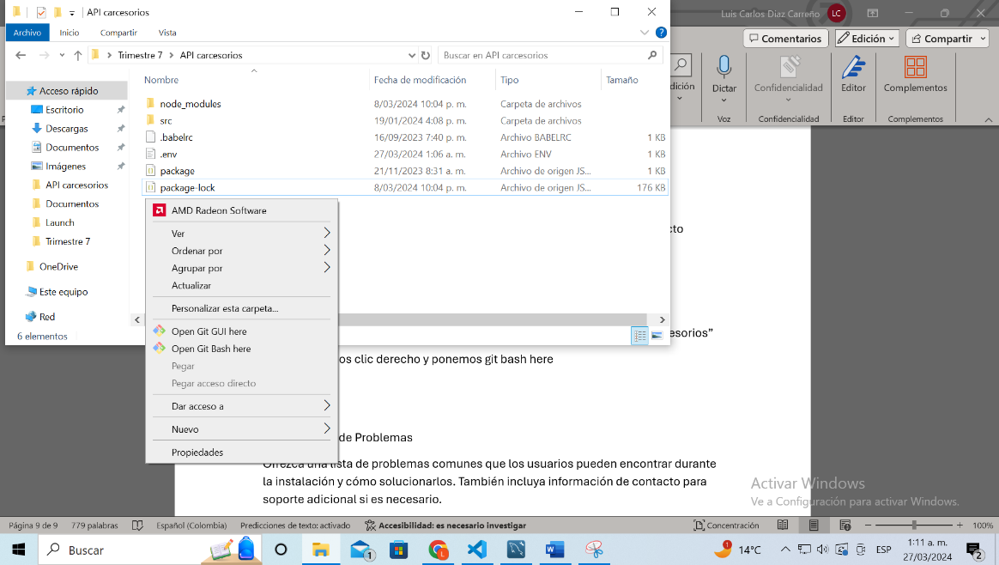 API carcesorios
Luis Carlos Diaz Carreño
LC
Archivo
Inicio
Compartir
Vista
Comentarios
Edición
Compartir
Trimestre 7
API carcesorios
Buscar en API carcesorios
Nombre
Fecha de modificación
Tipo
Tamaño
dición
Dictar
Confidencialidad
Editor
Complementos
Voz
Confidencialidad
Editor
Complementos
Acceso rápido
Escritorio
Descargas
Documentos
Imágenes
API carcesorios
Documentos
Launch
Trimestre 7
OneDrive
Este equipo
Red
6 elementos
node_modules 8/03/2024 10:04 p. m. Carpeta de archivos
src 19/01/2024 4:08 p. m. Carpeta de archivos
.babelrc 16/09/2023 7:40 p. m. Archivo BABELRC 1 KB
.env 27/03/2024 1:06 a. m. Archivo ENV 1 KB
package 21/11/2023 8:31 a. m. Archivo de origen JS... 1 KB
package-lock 8/03/2024 10:04 p. m. Archivo de origen JS... 176 KB
AMD Radeon Software
Ver
Ordenar por
Agrupar por
Actualizar
Personalizar esta carpeta...
Open Git GUI here
Open Git Bash here
Pegar
Pegar acceso directo
Dar acceso a
Nuevo
Propiedades
cto
esorios”
os clic derecho y ponemos git bash here
de Problemas
Ofrezca una lista de problemas comunes que los usuarios pueden encontrar durante
la instalación y cómo solucionarlos. También incluya información de contacto para
soporte adicional si es necesario.
Activar Windows
Ve a Configuración para activar Windows.
Página 9 de 9
779 palabras
Español (Colombia)
Predicciones de texto: activado
Accesibilidad: es necesario investigar
Concentración
100%
Buscar
1
1
14°C
ESP
1:11 a. m.
27/03/2024
2